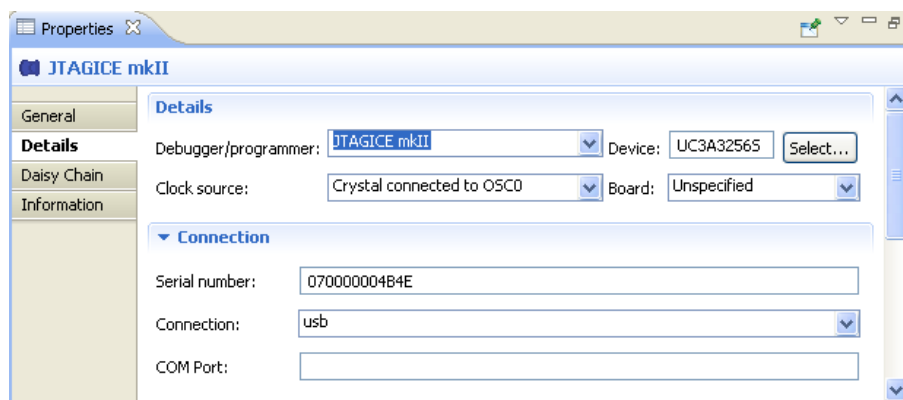 Properties
JTAGICE mkII
General
Details
Daisy Chain
Information
Details
Debugger/programmer: JTAGICE mkII Device: UC3A3256S Select...
Clock source: Crystal connected to OSC0 Board: Unspecified
Connection
Serial number: 070000004B4E
Connection: usb
COM Port: